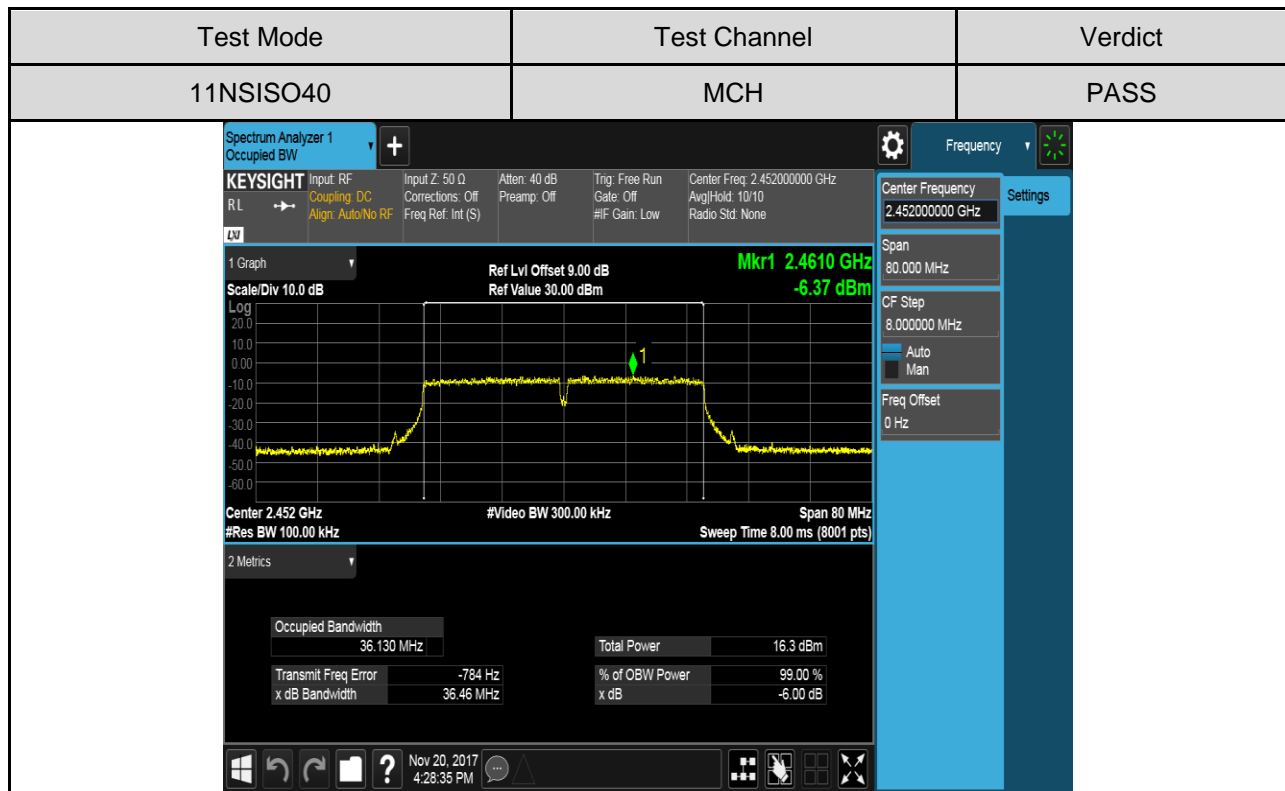 Test Mode Test Channel Verdict
11NSISO40 MCH PASS
Spectrum Analyzer 1
Occupied BW
+
Frequency
KEYSIGHT Input: RF Input Z: 50 Ω Atten: 40 dB Trig: Free Run Center Freq: 2.452000000 GHz
RL Coupling: DC Corrections: Off Preamp: Off Gate: Off Avg|Hold: 10/10
Align: Auto/No RF Freq Ref: Int (S) #IF Gain: Low Radio Std: None
LXI
Center Frequency
2.452000000 GHz
Settings
Span
80.000 MHz
CF Step
8.000000 MHz
Auto
Man
Freq Offset
0 Hz
1 Graph Ref Lvl Offset 9.00 dB Mkr1 2.4610 GHz
Scale/Div 10.0 dB Ref Value 30.00 dBm -6.37 dBm
Log
20.0
10.0
1
0.00
-10.0
-20.0
-30.0
-40.0
-50.0
-60.0
Center 2.452 GHz #Video BW 300.00 kHz Span 80 MHz
#Res BW 100.00 kHz Sweep Time 8.00 ms (8001 pts)
2 Metrics
Occupied Bandwidth
36.130 MHz Total Power 16.3 dBm
Transmit Freq Error -784 Hz % of OBW Power 99.00 %
x dB Bandwidth 36.46 MHz x dB -6.00 dB
? Nov 20, 2017
4:28:35 PM